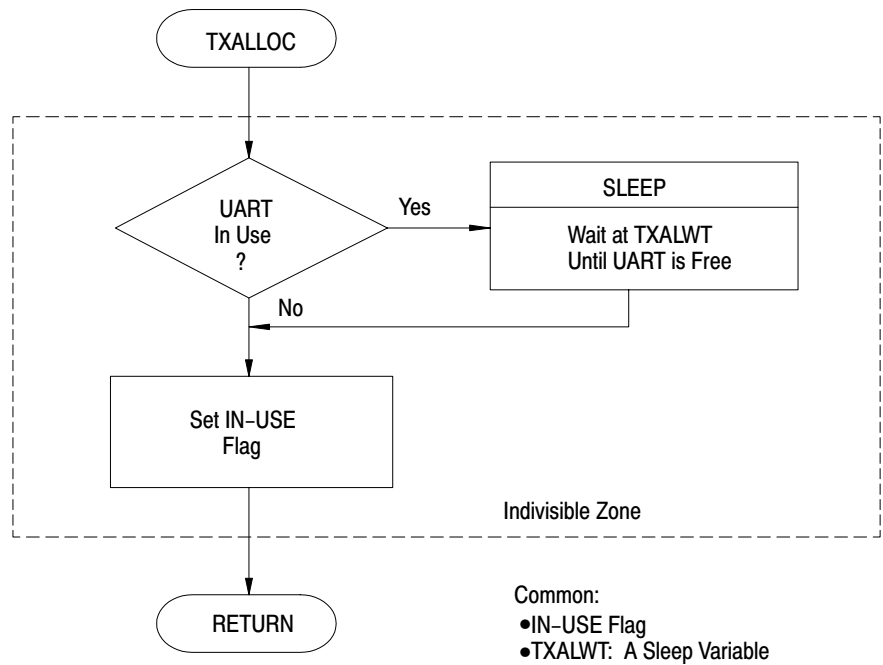 TXALLOC
UART
In Use
?
Yes
SLEEP
Wait at TXALWT
Until UART is Free
No
Set IN–USE
Flag
Indivisible Zone
RETURN
Common:
●IN–USE Flag
●TXALWT: A Sleep Variable